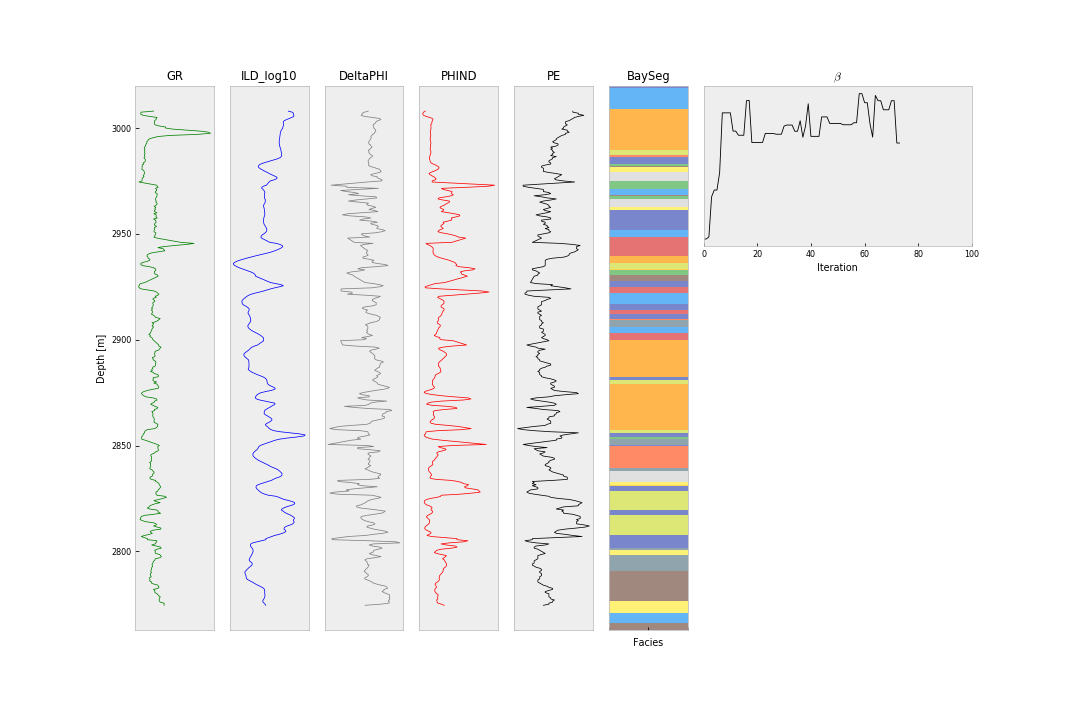 GR ILD_log10 DeltaPHI PHIND PE BaySeg β
3000
2950
2900
2850
2800
Depth [m]
0 20 40 60 80 100
Iteration
Facies